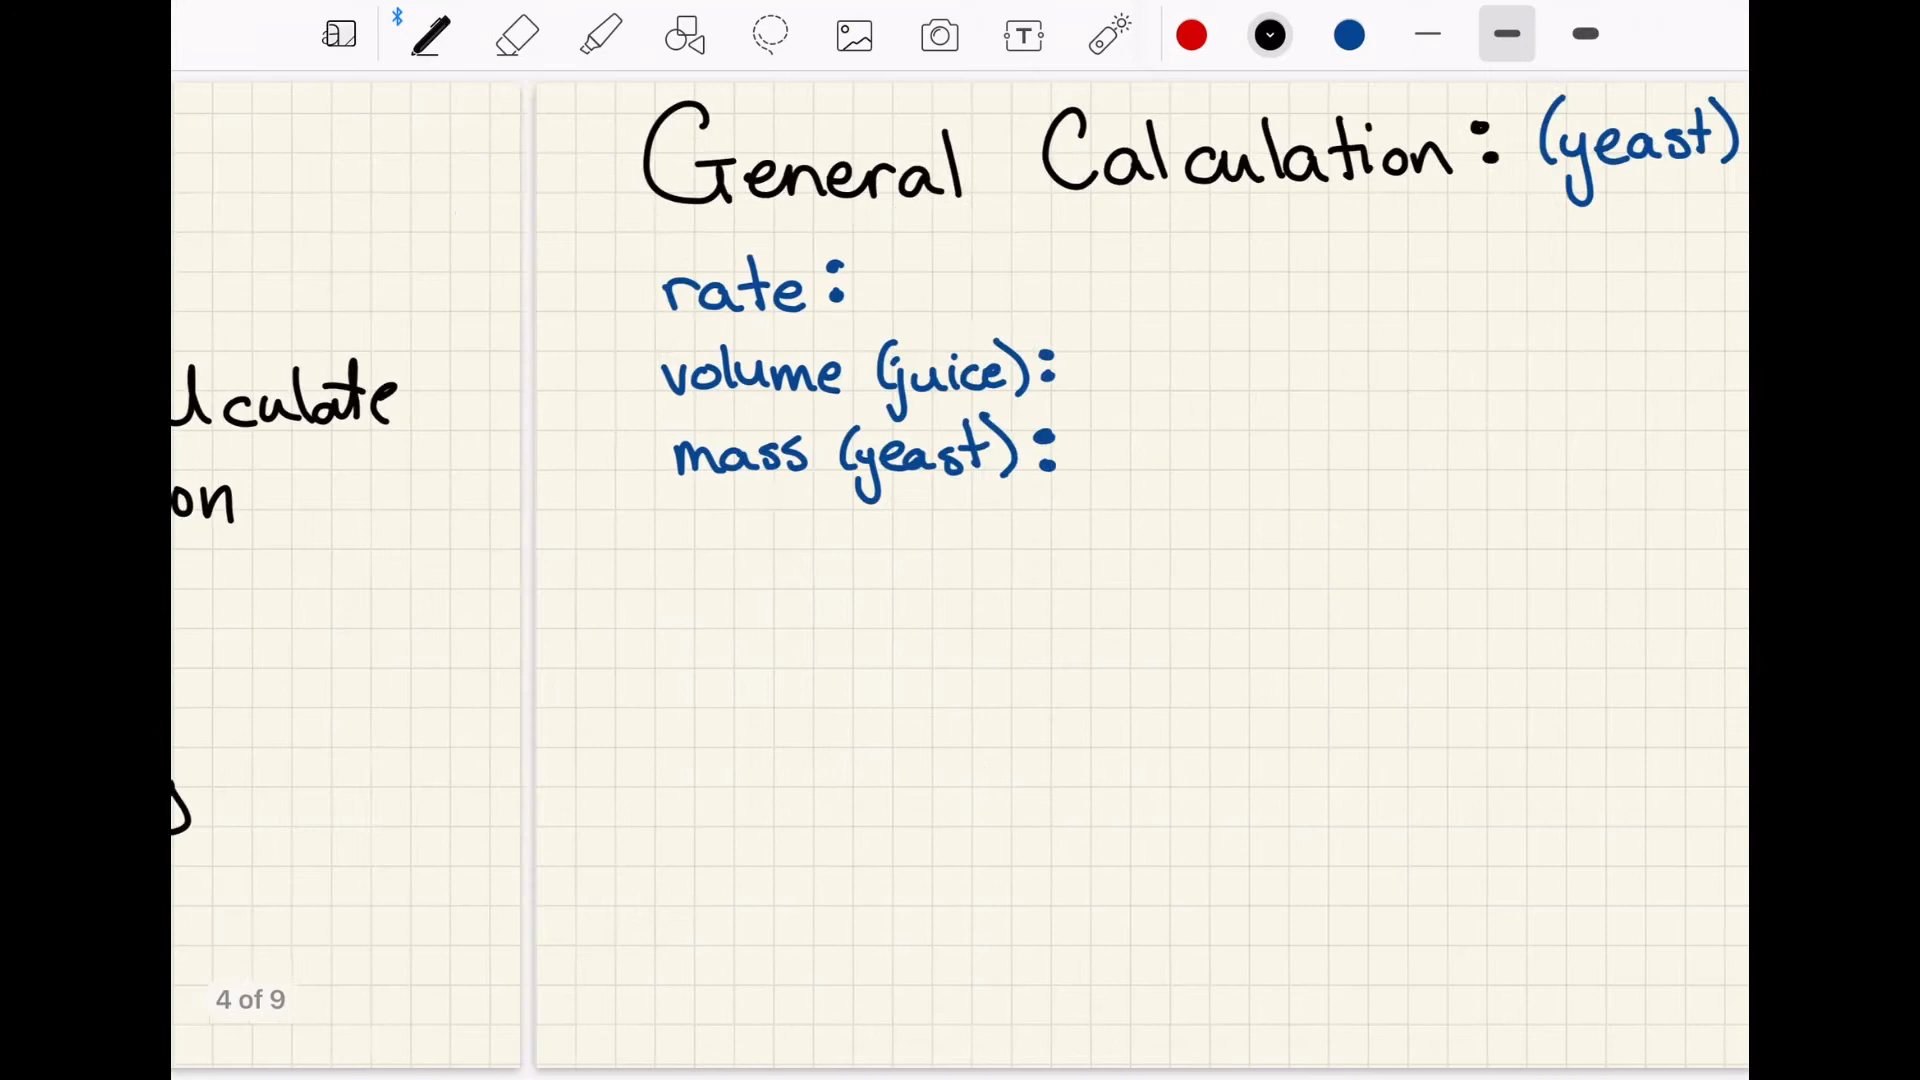 General Calculation: (yeast)
rate:
volume (juice):
mass (yeast):
lculate
on
4 of 9